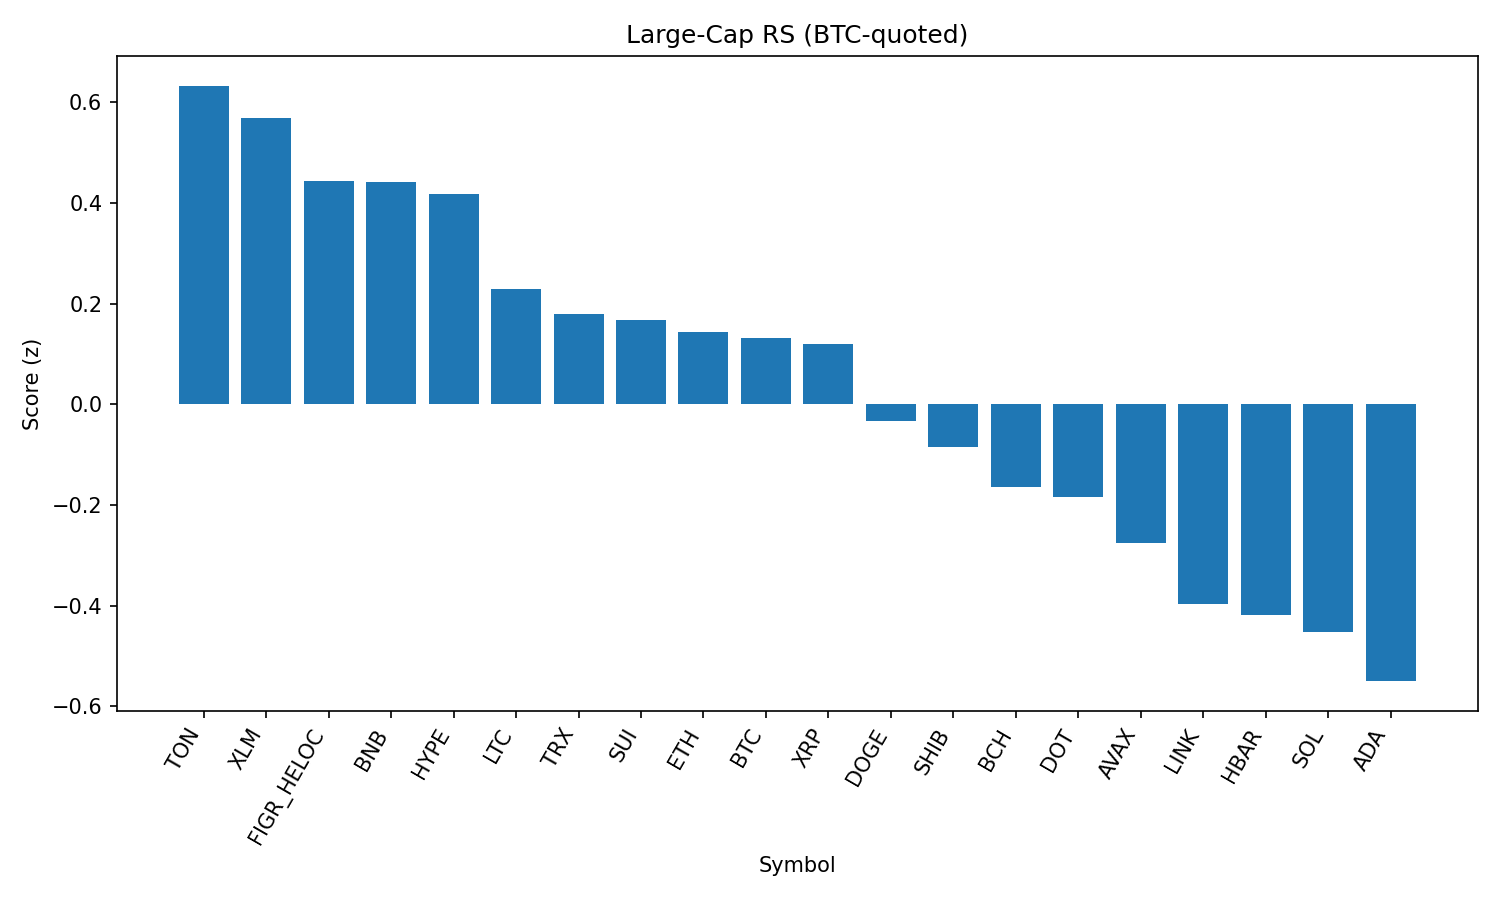 Large-Cap RS (BTC-quoted)
Score (z)
0.6
0.4
0.2
0.0
−0.2
−0.4
−0.6
TON
XLM
FIGR_HELOC
BNB
HYPE
LTC
TRX
SUI
ETH
BTC
XRP
DOGE
SHIB
BCH
DOT
AVAX
LINK
HBAR
SOL
ADA
Symbol